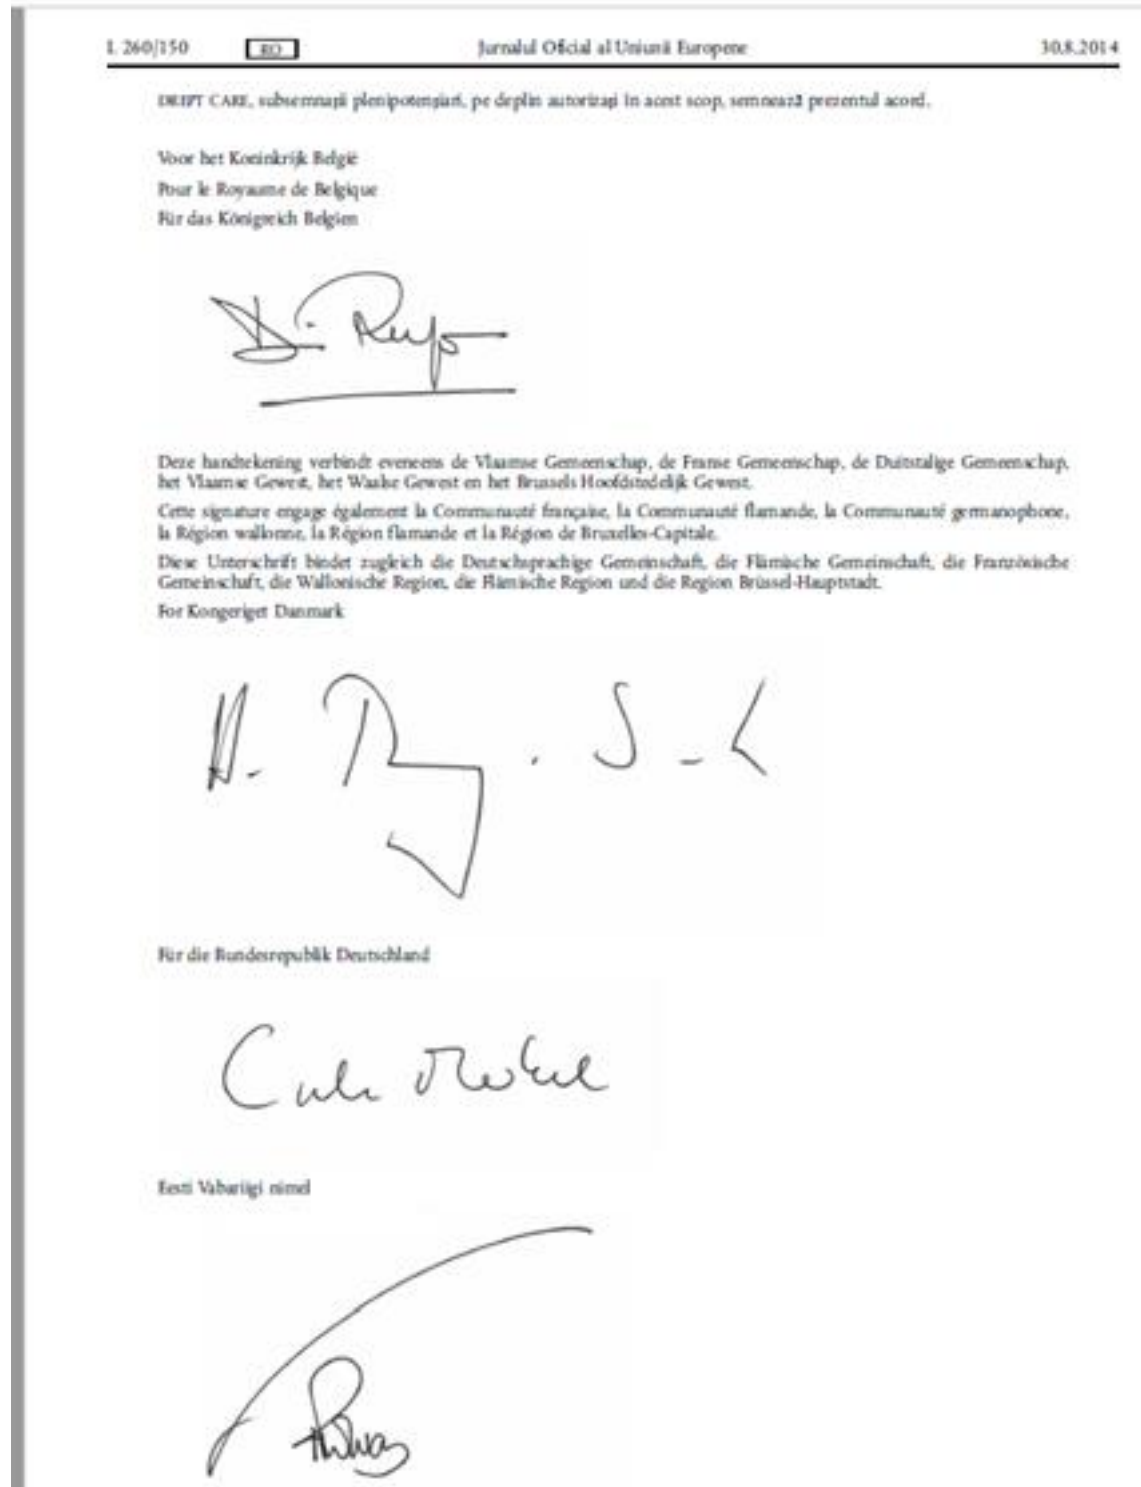 L 260/150 RO Jurnalul Oficial al Uniunii Europene 30.8.2014
DREPT CARE, subsemnații plenipotențiari, pe deplin autorizați în acest scop, semnează prezentul acord.
Voor het Koninkrijk België
Pour le Royaume de Belgique
Für das Königreich Belgien
Di Rupo
Deze handtekening verbindt eveneens de Vlaamse Gemeenschap, de Franse Gemeenschap, de Duitstalige Gemeenschap,
het Vlaamse Gewest, het Waalse Gewest en het Brussels Hoofdstedelijk Gewest.
Cette signature engage également la Communauté française, la Communauté flamande, la Communauté germanophone,
la Région wallonne, la Région flamande et la Région de Bruxelles-Capitale.
Diese Unterschrift bindet zugleich die Deutschsprachige Gemeinschaft, die Flämische Gemeinschaft, die Französische
Gemeinschaft, die Wallonische Region, die Flämische Region und die Region Brüssel-Hauptstadt.
For Kongeriget Danmark
Für die Bundesrepublik Deutschland
Eesti Vabariigi nimel